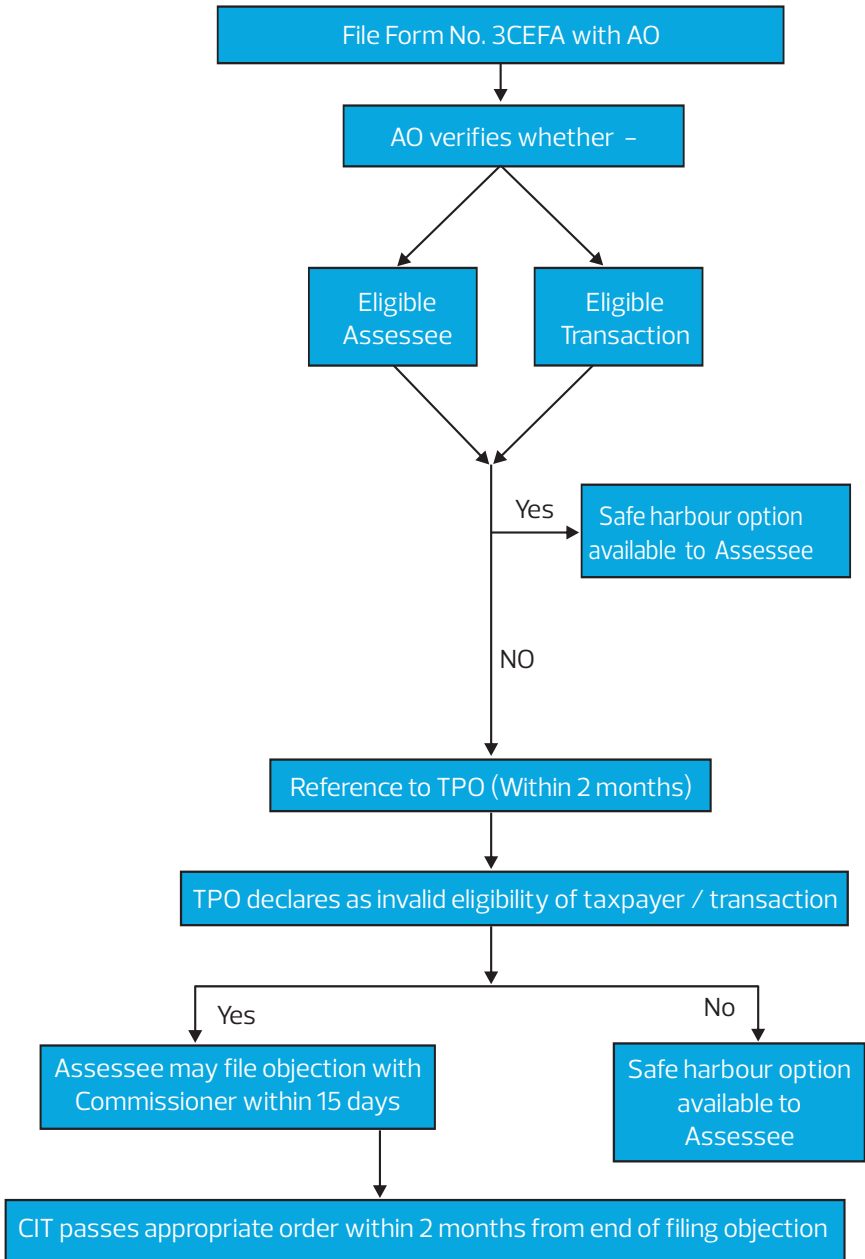 File Form No. 3CEFA with AO
AO verifies whether –
Eligible
Assessee
Eligible
Transaction
Yes
Safe harbour option
available to Assessee
NO
Reference to TPO (Within 2 months)
TPO declares as invalid eligibility of taxpayer / transaction
Yes
No
Assessee may file objection with
Commissioner within 15 days
Safe harbour option
available to
Assessee
CIT passes appropriate order within 2 months from end of filing objection